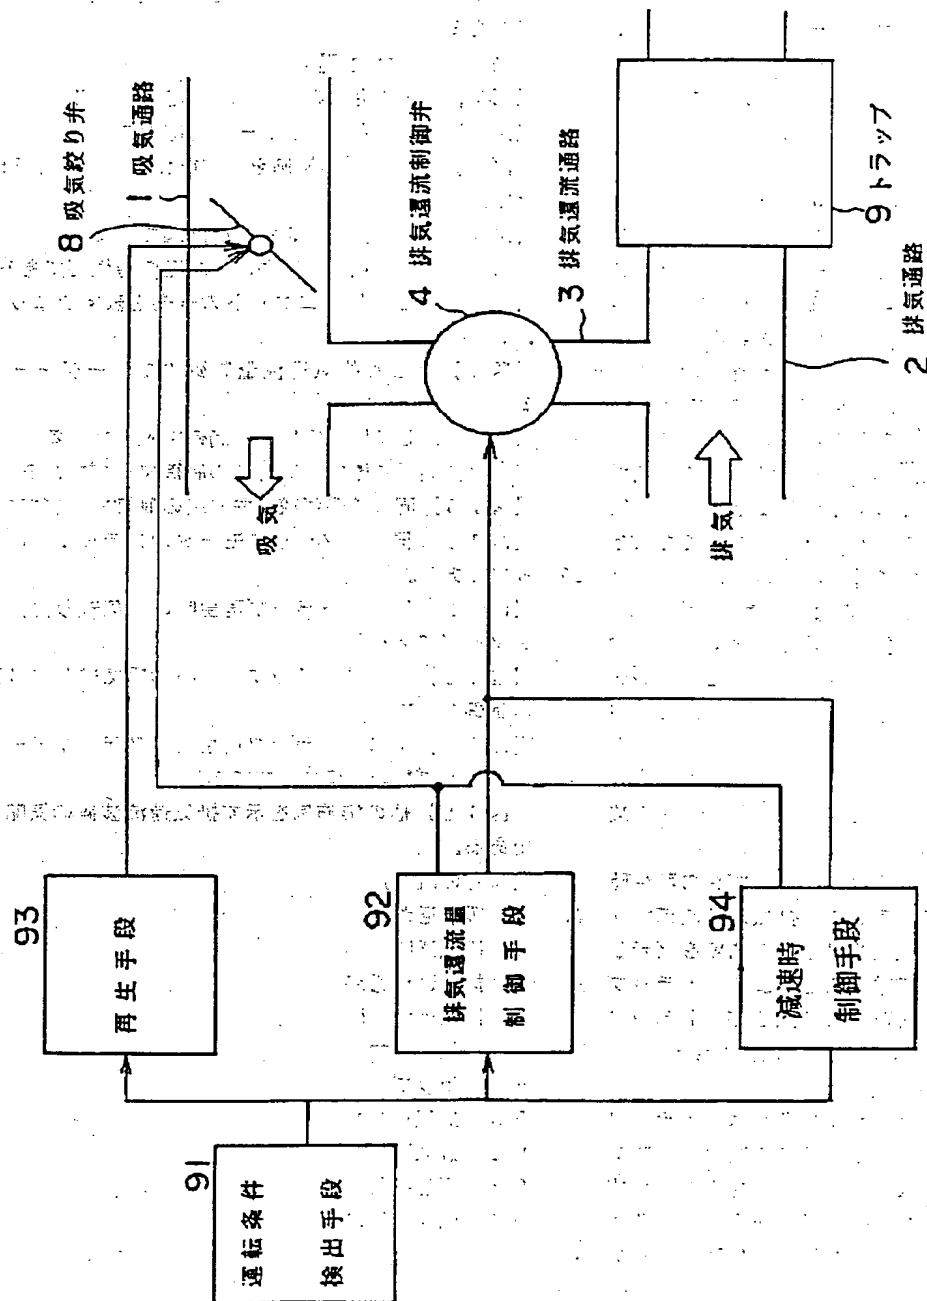 91
運転条件
検出手段
93
再生手段
92
排気還流量
制御手段
94
減速時
制御手段
8 吸気絞り弁
1 吸気通路
吸気
4 排気還流制御弁
3 排気還流通路
排気
2 排気通路
9 トラップ